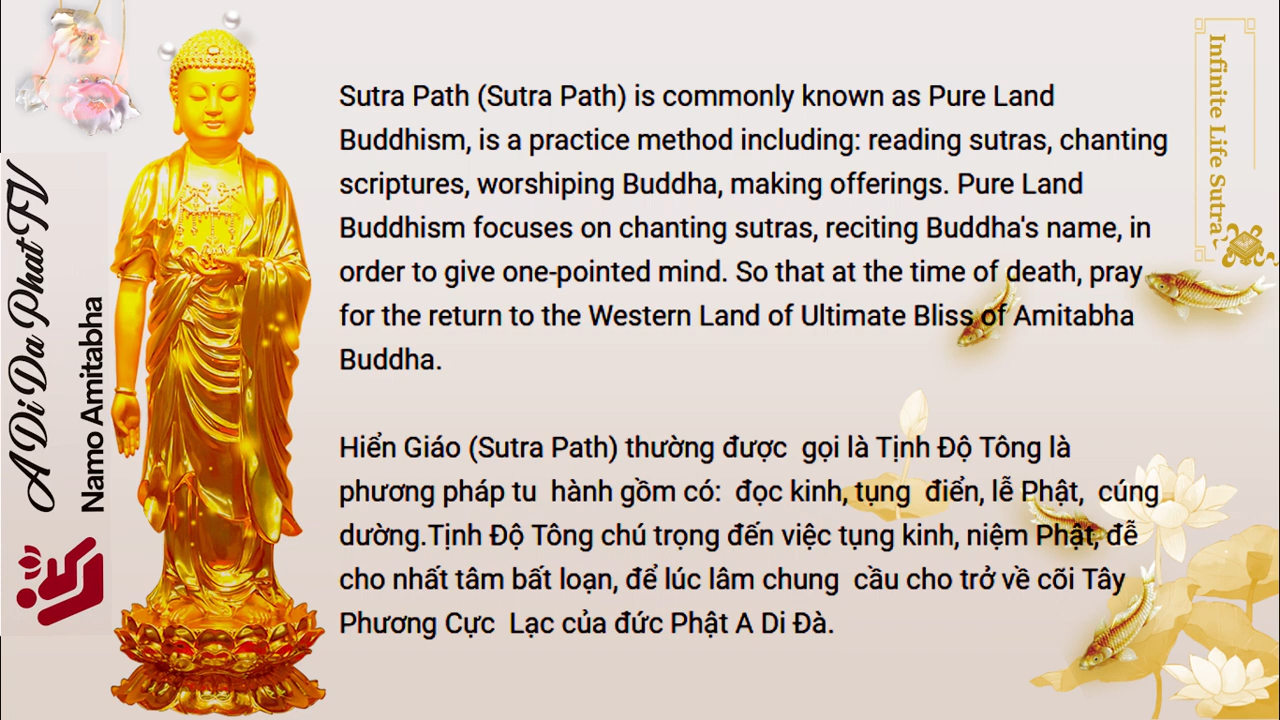 A Di Da Phat TV
Namo Amitabha
Infinite Life Sutra
Sutra Path (Sutra Path) is commonly known as Pure Land
Buddhism, is a practice method including: reading sutras, chanting
scriptures, worshiping Buddha, making offerings. Pure Land
Buddhism focuses on chanting sutras, reciting Buddha's name, in
order to give one-pointed mind. So that at the time of death, pray
for the return to the Western Land of Ultimate Bliss of Amitabha
Buddha.
Hiển Giáo (Sutra Path) thường được  gọi là Tịnh Độ Tông là
phương pháp tu  hành gồm có:  đọc kinh, tụng  điển, lễ Phật,  cúng
dường.Tịnh Độ Tông chú trọng đến việc tụng kinh, niệm Phật, đễ
cho nhất tâm bất loạn, để lúc lâm chung  cầu cho trở về cõi Tây
Phương Cực  Lạc của đức Phật A Di Đà.